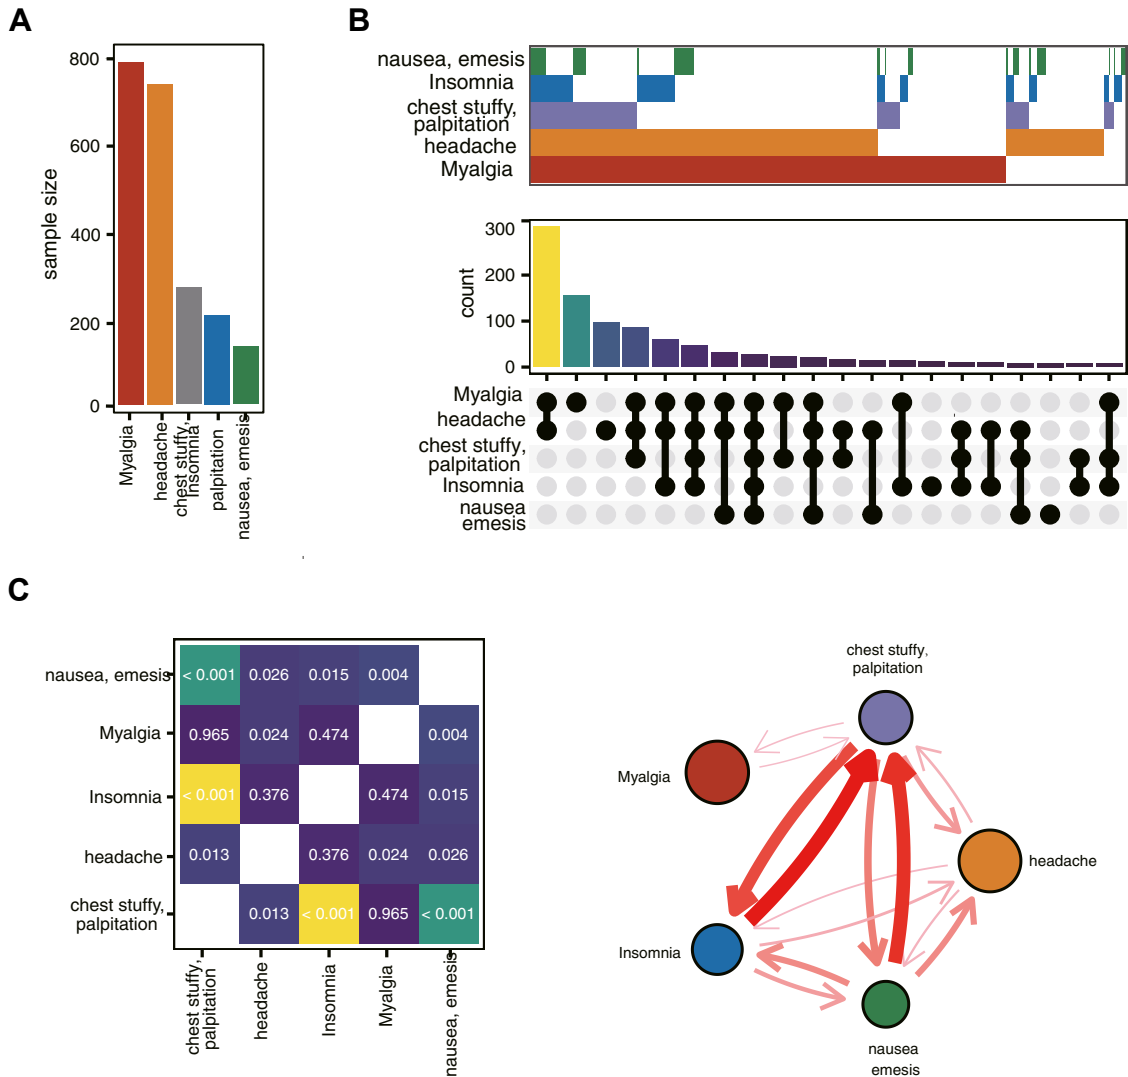 A
B
800
600
400
200
0
sample size
Myalgia
headache
chest stuffy,
Insomnia
palpitation
nausea, emesis
nausea, emesis
Insomnia
chest stuffy,
palpitation
headache
Myalgia
300
200
100
0
count
Myalgia
headache
chest stuffy,
palpitation
Insomnia
nausea
emesis
C
nausea, emesis
< 0.001 0.026 0.015 0.004
Myalgia
0.965 0.024 0.474 0.004
Insomnia
< 0.001 0.376 0.474 0.015
headache
0.013 0.376 0.024 0.026
chest stuffy,
palpitation
0.013 < 0.001 0.965 < 0.001
chest stuffy,
palpitation
headache
Insomnia
Myalgia
nausea, emesis
chest stuffy,
palpitation
Myalgia
headache
Insomnia
nausea
emesis